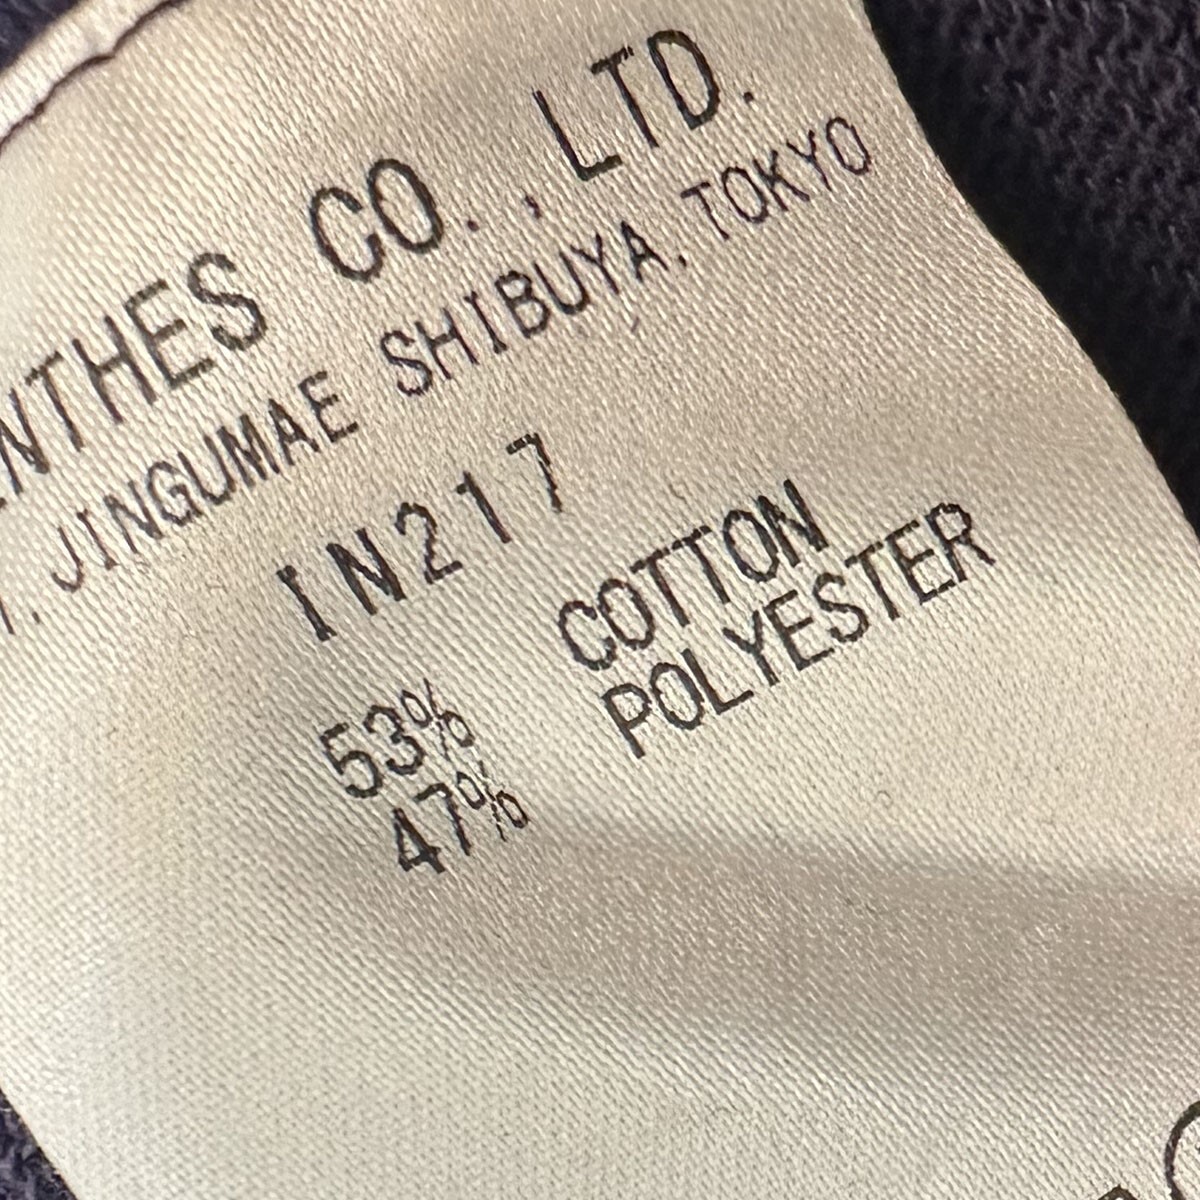 NTHES CO.,LTD.
JINGUMAE SHIBUYA, TOKYO
IN217
53% COTTON
47% POLYESTER